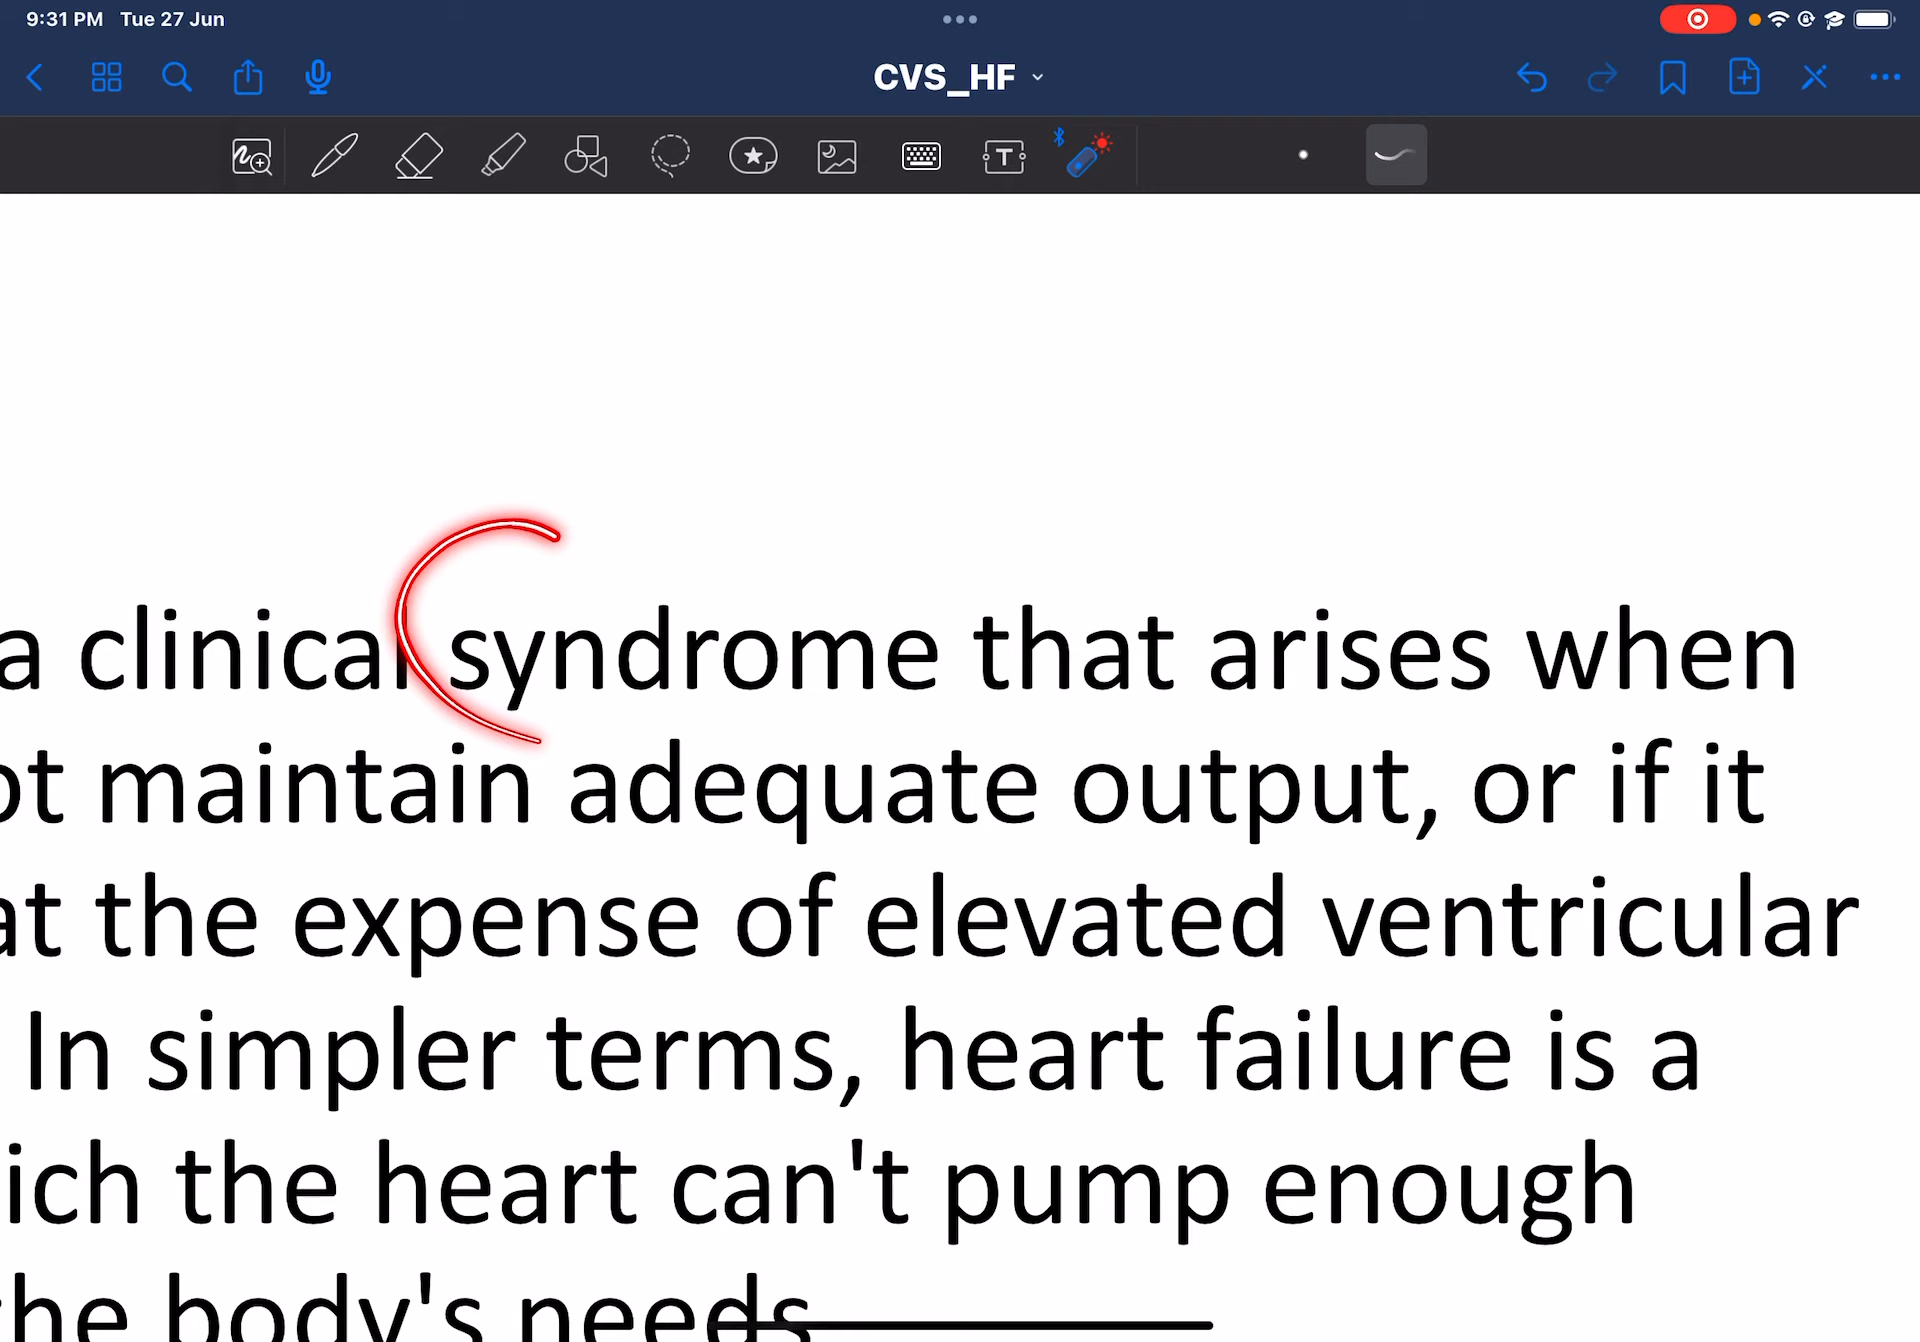 9:31 PM Tue 27 Jun
CVS_HF
T
a clinical syndrome that arises when
ot maintain adequate output, or if it
at the expense of elevated ventricular
In simpler terms, heart failure is a
ich the heart can't pump enough
he body's needs